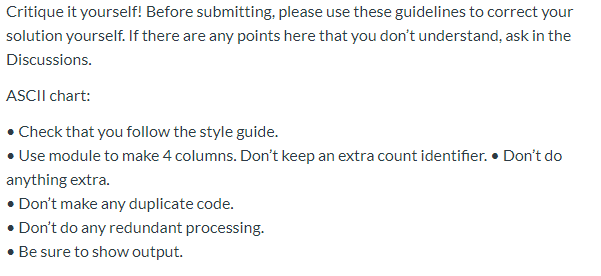 Critique it yourself! Before submitting, please use these guidelines to correct your
solution yourself. If there are any points here that you don't understand, ask in the
Discussions.
ASCII chart:
• Check that you follow the style guide.
• Use module to make 4 columns. Don't keep an extra count identifier. • Don't do
anything extra.
• Don't make any duplicate code.
• Don't do any redundant processing.
• Be sure to show output.